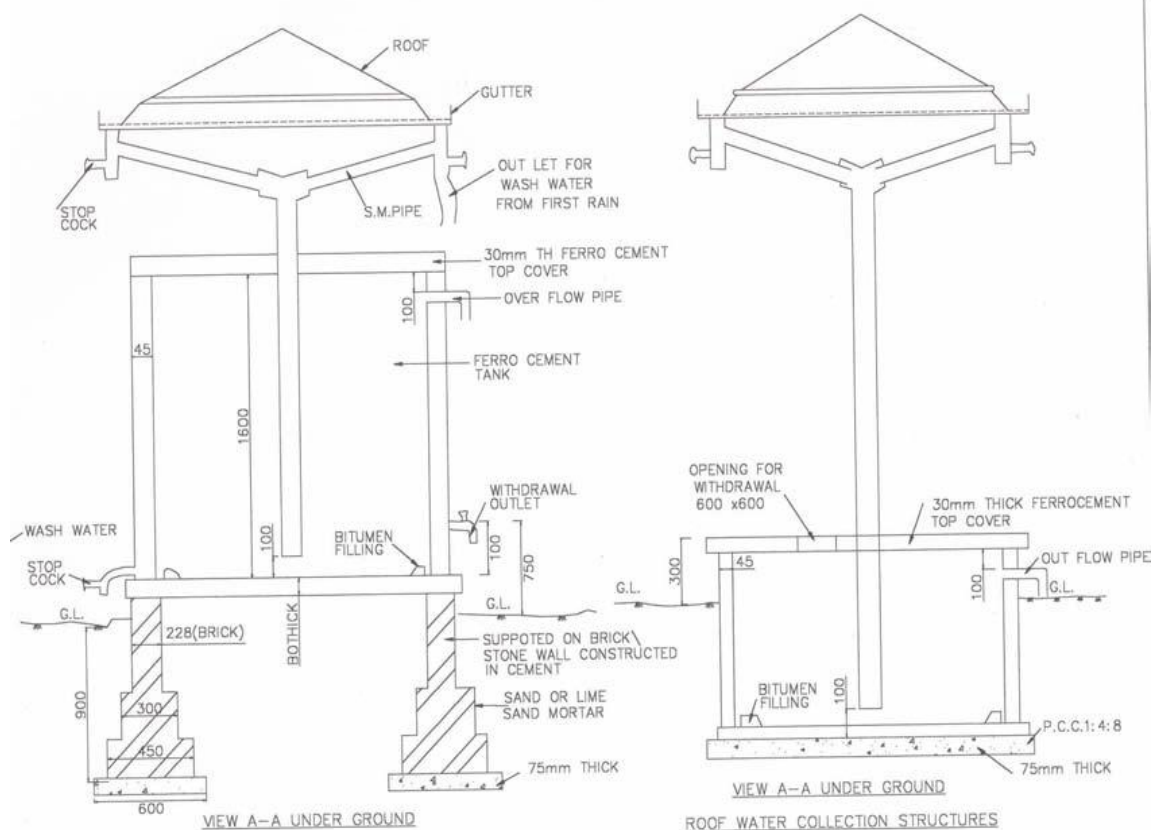 ROOF
GUTTER
OUT LET FOR
WASH WATER
FROM FIRST RAIN
STOP
COCK
S.M.PIPE
30mm TH FERRO CEMENT
TOP COVER
100
OVER FLOW PIPE
45
FERRO CEMENT
TANK
1600
WITHDRAWAL
OUTLET
WASH WATER
BITUMEN
FILLING
100
100
750
STOP
COCK
G.L.
G.L.
228(BRICK)
BOTHICK
SUPPOTED ON BRICK\
STONE WALL CONSTRUCTED
IN CEMENT
900
300
SAND OR LIME
SAND MORTAR
450
75mm THICK
600
VIEW A-A UNDER GROUND
OPENING FOR
WITHDRAWAL
600 x600
30mm THICK FERROCEMENT
TOP COVER
300
45
OUT FLOW PIPE
100
G.L.
G.L.
BITUMEN
FILLING
100
P.C.C.1:4:8
75mm THICK
VIEW A-A UNDER GROUND
ROOF WATER COLLECTION STRUCTURES